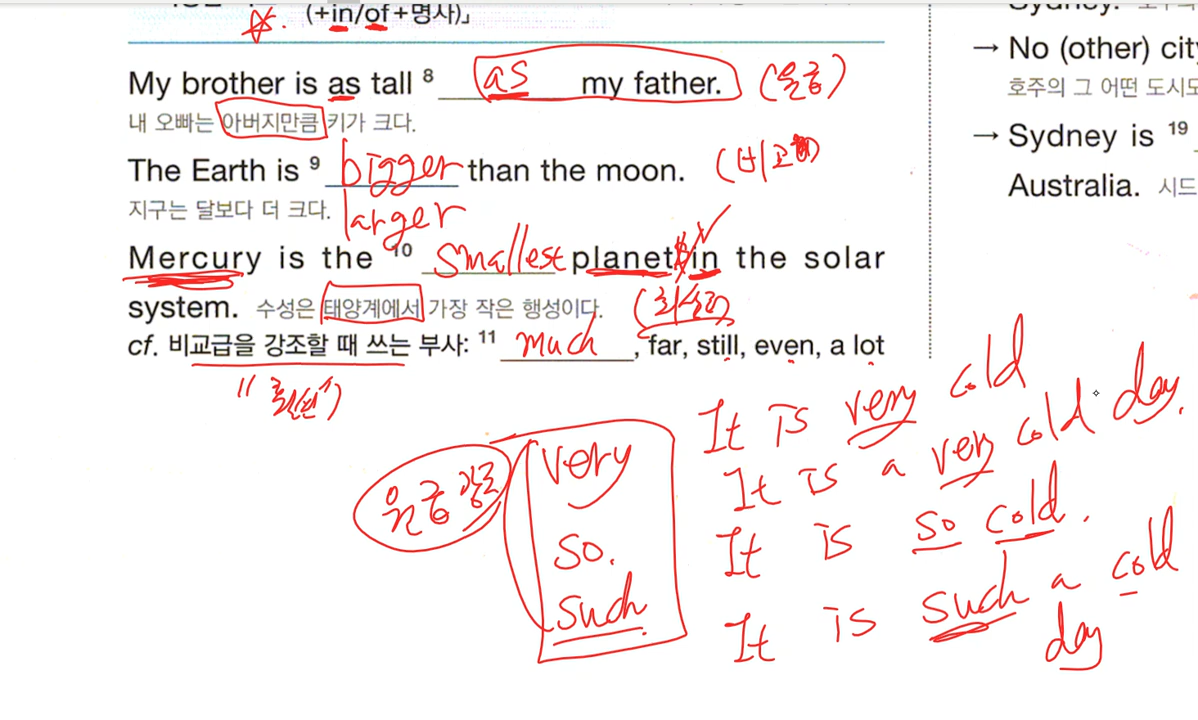 (+in/of+명사)」
My brother is as tall 8 as my father. (원급)
내 오빠는 아버지만큼 키가 크다.
The Earth is 9 bigger than the moon. (비교급)
지구는 달보다 더 크다. larger
Mercury is the 10 smallest planet in the solar
system. 수성은 태양계에서 가장 작은 행성이다. (최상급)
cf. 비교급을 강조할 때 쓰는 부사: 11 much, far, still, even, a lot
"훨씬"
원급 강조
very
so.
such
It is very cold
It is a very cold day.
It is so cold.
It is such a cold
day
→ No (other) city
호주의 그 어떤 도시도
→ Sydney is 19
Australia. 시드